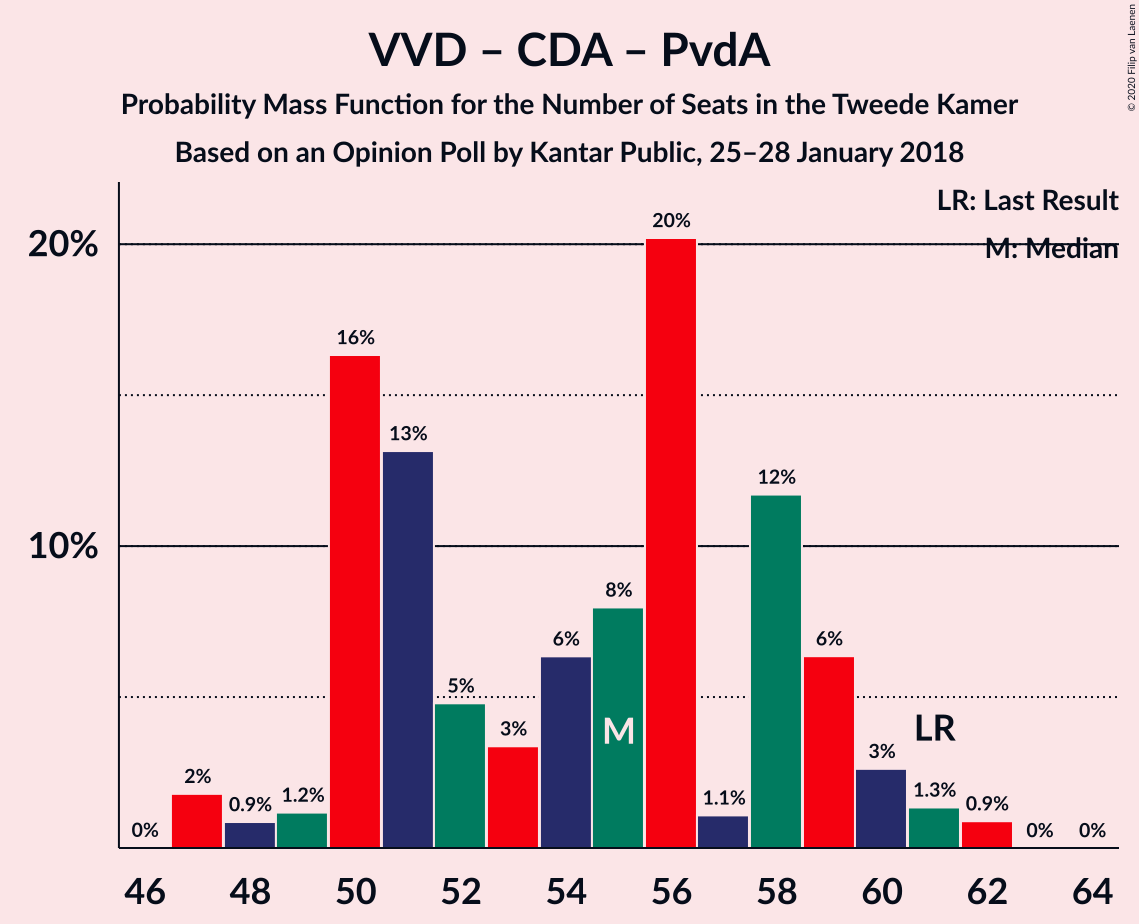 VVD – CDA – PvdA
Probability Mass Function for the Number of Seats in the Tweede Kamer
Based on an Opinion Poll by Kantar Public, 25–28 January 2018
© 2020 Filip van Laenen
LR: Last Result
M: Median
20%
10%
0%
2%
0.9%
1.2%
16%
13%
5%
3%
6%
8%
20%
1.1%
12%
6%
3%
1.3%
0.9%
0%
0%
M
LR
46 48 50 52 54 56 58 60 62 64